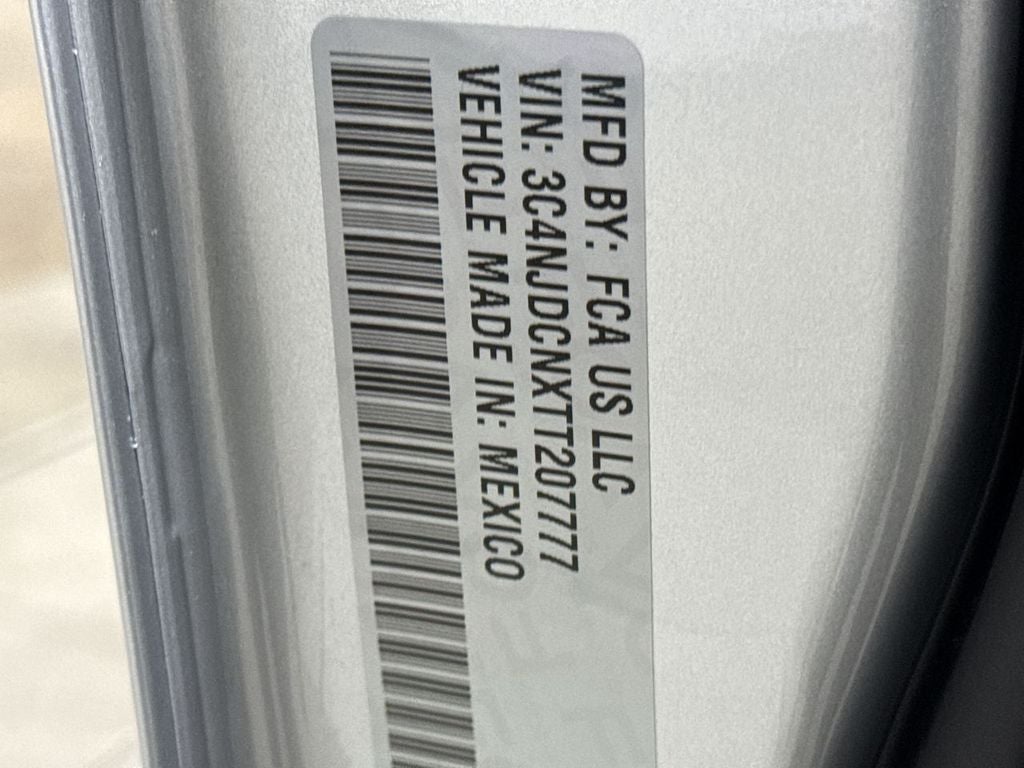 MFD BY: FCA US LLC
VIN: 3C4NJDCNXTT207777
VEHICLE MADE IN: MEXICO